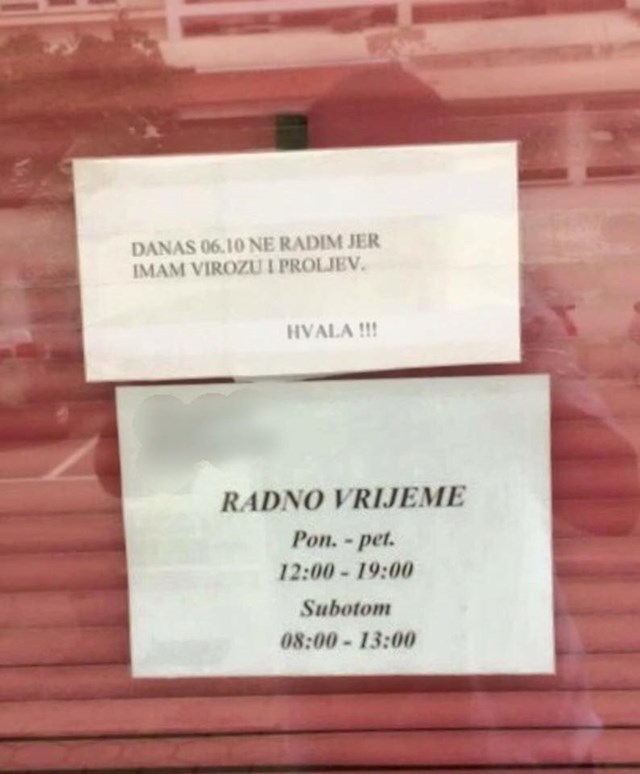 DANAS 06.10 NE RADIM JER
IMAM VIROZU I PROLJEV.
HVALA !!!
RADNO VRIJEME
Pon. - pet.
12:00 - 19:00
Subotom
08:00 - 13:00